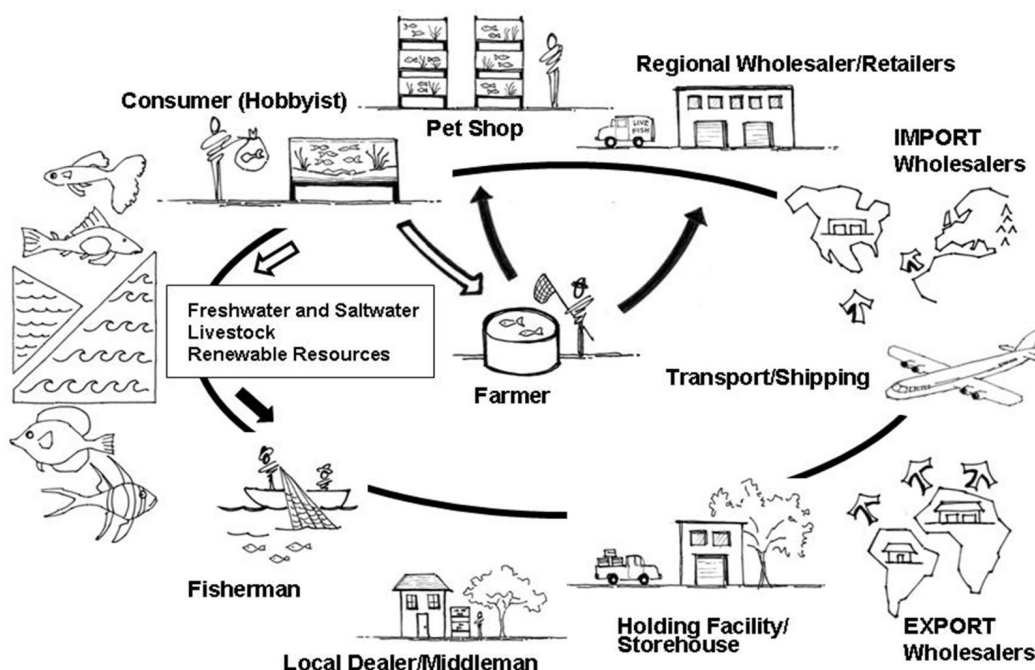 Consumer (Hobbyist)
Pet Shop
Regional Wholesaler/Retailers
LIVE
FISH
IMPORT
Wholesalers
Freshwater and Saltwater
Livestock
Renewable Resources
Farmer
Transport/Shipping
Fisherman
Local Dealer/Middleman
Holding Facility/
Storehouse
EXPORT
Wholesalers